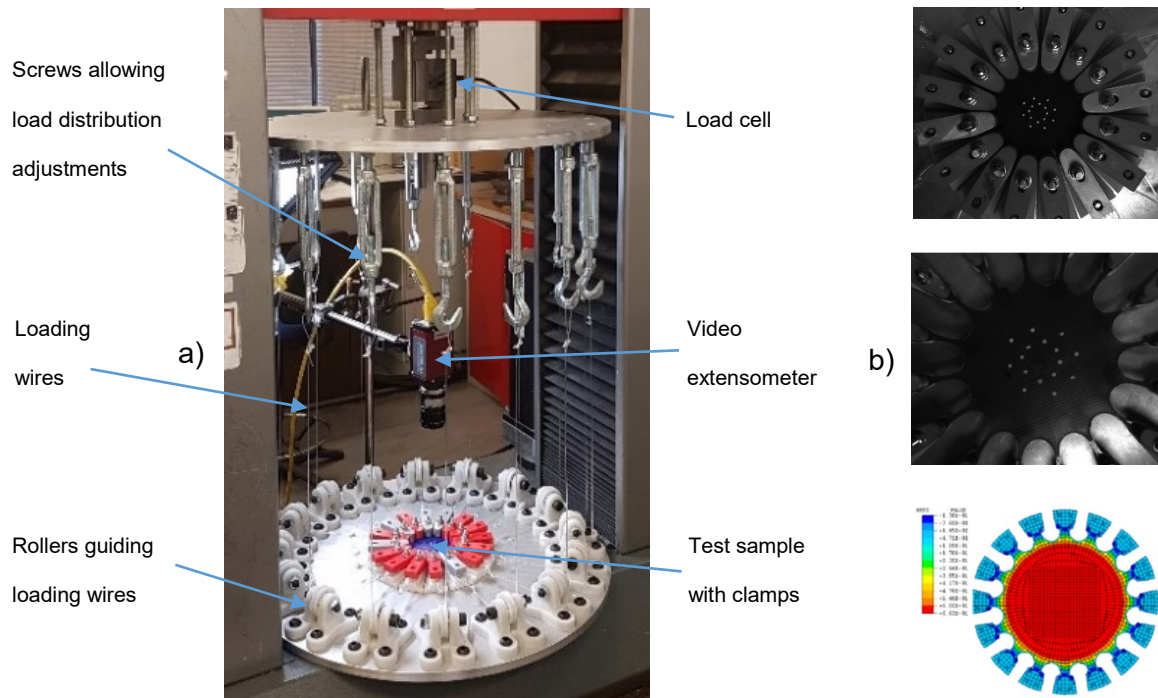 Screws allowing
load distribution
adjustments
Load cell
Loading
wires
a)
Video
extensometer
b)
Rollers guiding
loading wires
Test sample
with clamps
VALUE